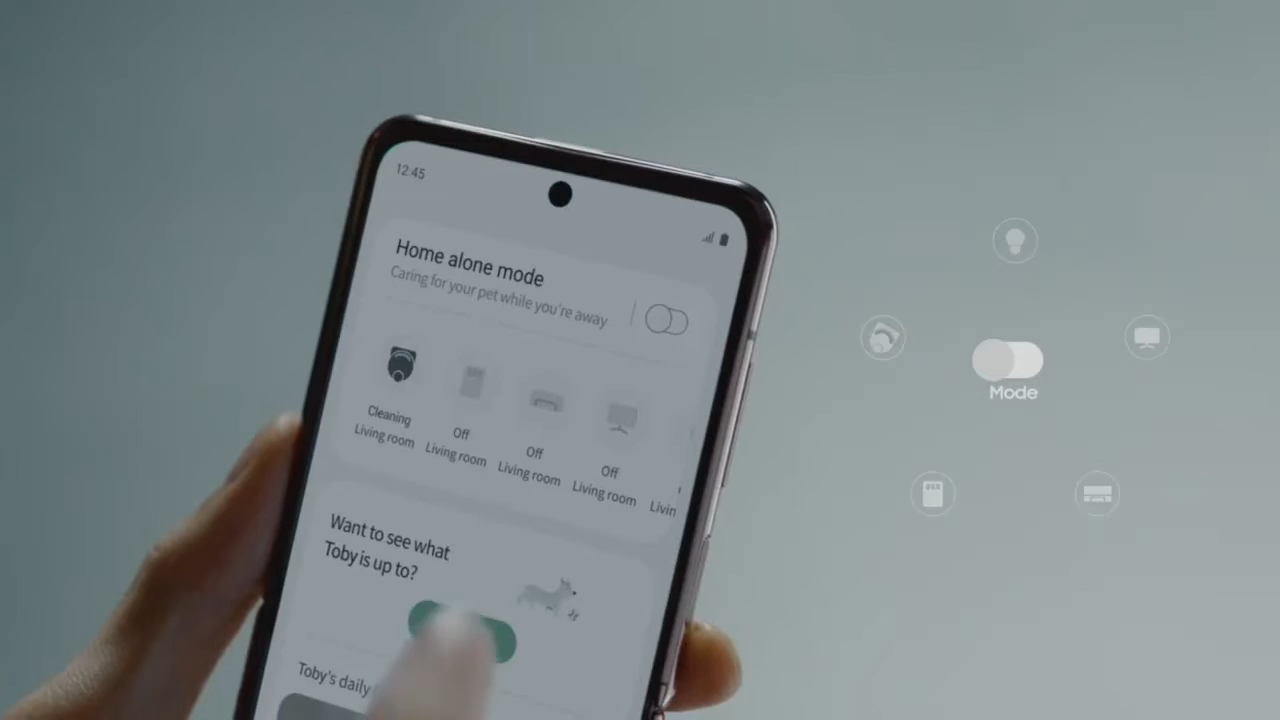 12:45
Home alone mode
Caring for your pet while you're away
Cleaning
Living room
Off
Living room
Off
Living room
Off
Living room
Livin
Want to see what
Toby is up to?
Toby's daily
Mode